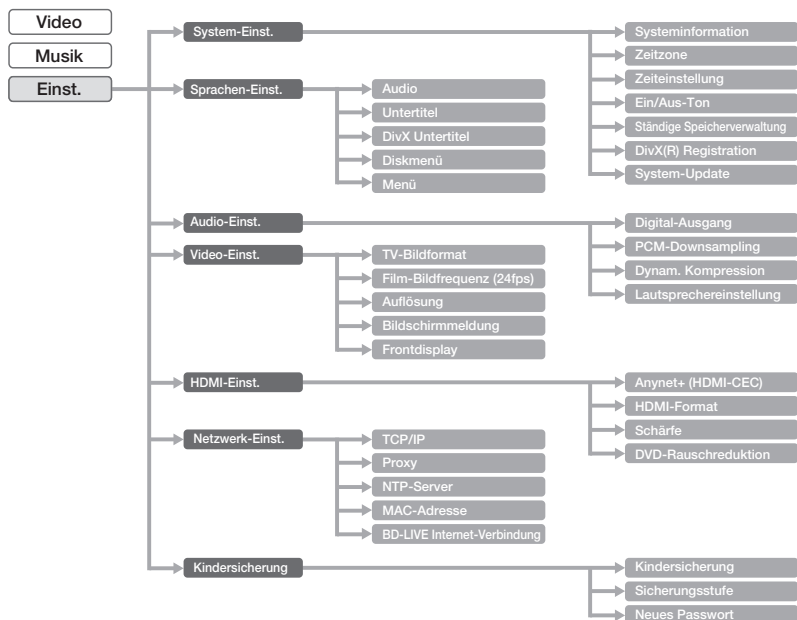 Video
Musik
Einst.
System-Einst.
Systeminformation
Zeitzone
Zeiteinstellung
Ein/Aus-Ton
Ständige Speicherverwaltung
DivX(R) Registration
System-Update
Sprachen-Einst.
Audio
Untertitel
DivX Untertitel
Diskmenü
Menü
Audio-Einst.
Digital-Ausgang
PCM-Downsampling
Dynam. Kompression
Lautsprechereinstellung
Video-Einst.
TV-Bildformat
Film-Bildfrequenz (24fps)
Auflösung
Bildschirmmeldung
Frontdisplay
HDMI-Einst.
Anynet+ (HDMI-CEC)
HDMI-Format
Schärfe
DVD-Rauschreduktion
Netzwerk-Einst.
TCP/IP
Proxy
NTP-Server
MAC-Adresse
BD-LIVE Internet-Verbindung
Kindersicherung
Kindersicherung
Sicherungsstufe
Neues Passwort